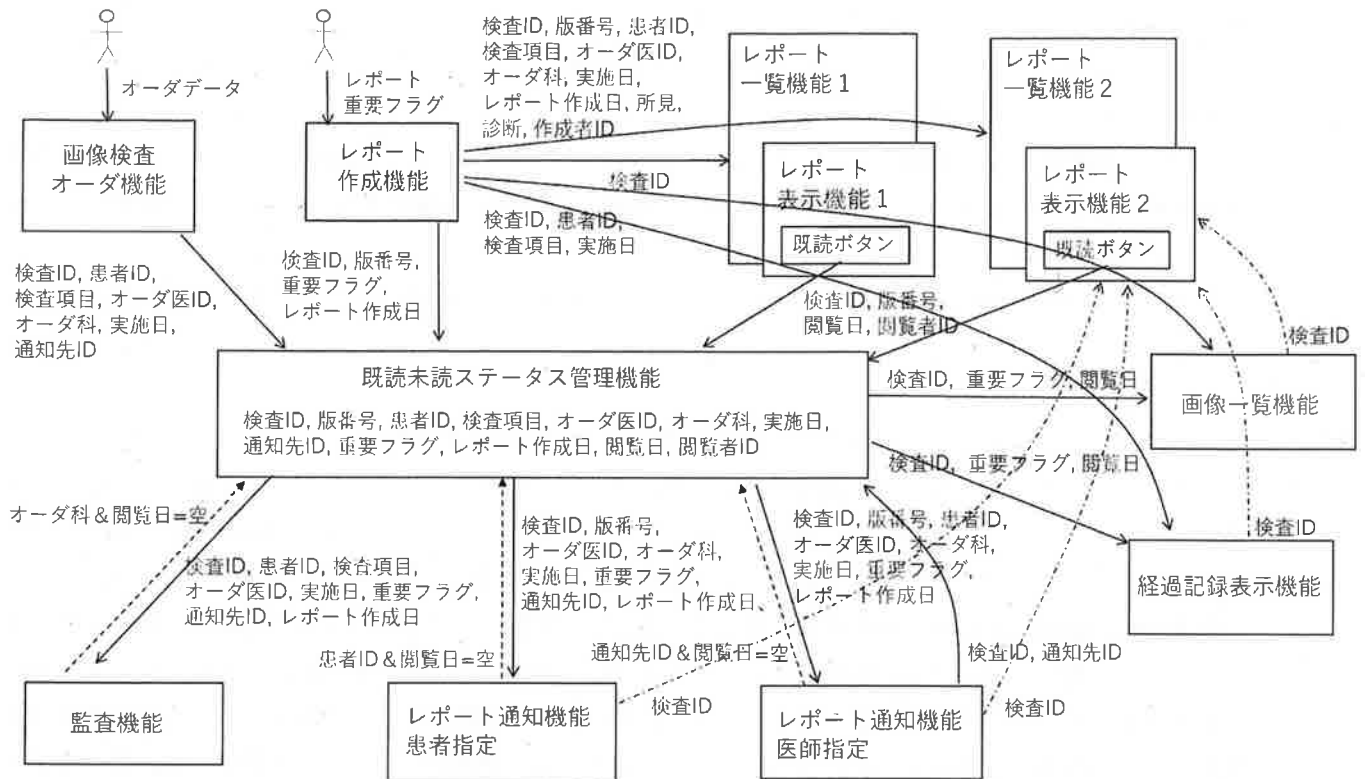 オーダデータ
画像検査
オーダ機能
レポート
重要フラグ
レポート
作成機能
検査ID, 版番号, 患者ID,
検査項目, オーダ医ID,
オーダ科, 実施日,
レポート作成日, 所見,
診断, 作成者ID
レポート
一覧機能 1
レポート
表示機能 1
既読ボタン
レポート
一覧機能 2
レポート
表示機能 2
既読ボタン
検査ID
検査ID, 患者ID,
検査項目, 実施日
検査ID, 患者ID,
検査項目, オーダ医ID,
オーダ科, 実施日,
通知先ID
検査ID, 版番号,
重要フラグ,
レポート作成日
検査ID, 版番号,
閲覧日, 閲覧者ID
検査ID
既読未読ステータス管理機能
検査ID, 版番号, 患者ID, 検査項目, オーダ医ID, オーダ科, 実施日,
通知先ID, 重要フラグ, レポート作成日, 閲覧日, 閲覧者ID
検査ID, 重要フラグ, 閲覧日
画像一覧機能
検査ID, 重要フラグ, 閲覧日
検査ID
経過記録表示機能
オーダ科＆閲覧日=空
検査ID, 患者ID, 検査項目,
オーダ医ID, 実施日, 重要フラグ,
通知先ID, レポート作成日
検査ID, 版番号,
オーダ医ID, オーダ科,
実施日, 重要フラグ,
通知先ID, レポート作成日
検査ID, 版番号, 患者ID,
オーダ医ID, オーダ科,
実施日, 重要フラグ,
レポート作成日
患者ID＆閲覧日=空
通知先ID＆閲覧日=空
検査ID, 通知先ID
監査機能
レポート通知機能
患者指定
検査ID
レポート通知機能
医師指定
検査ID